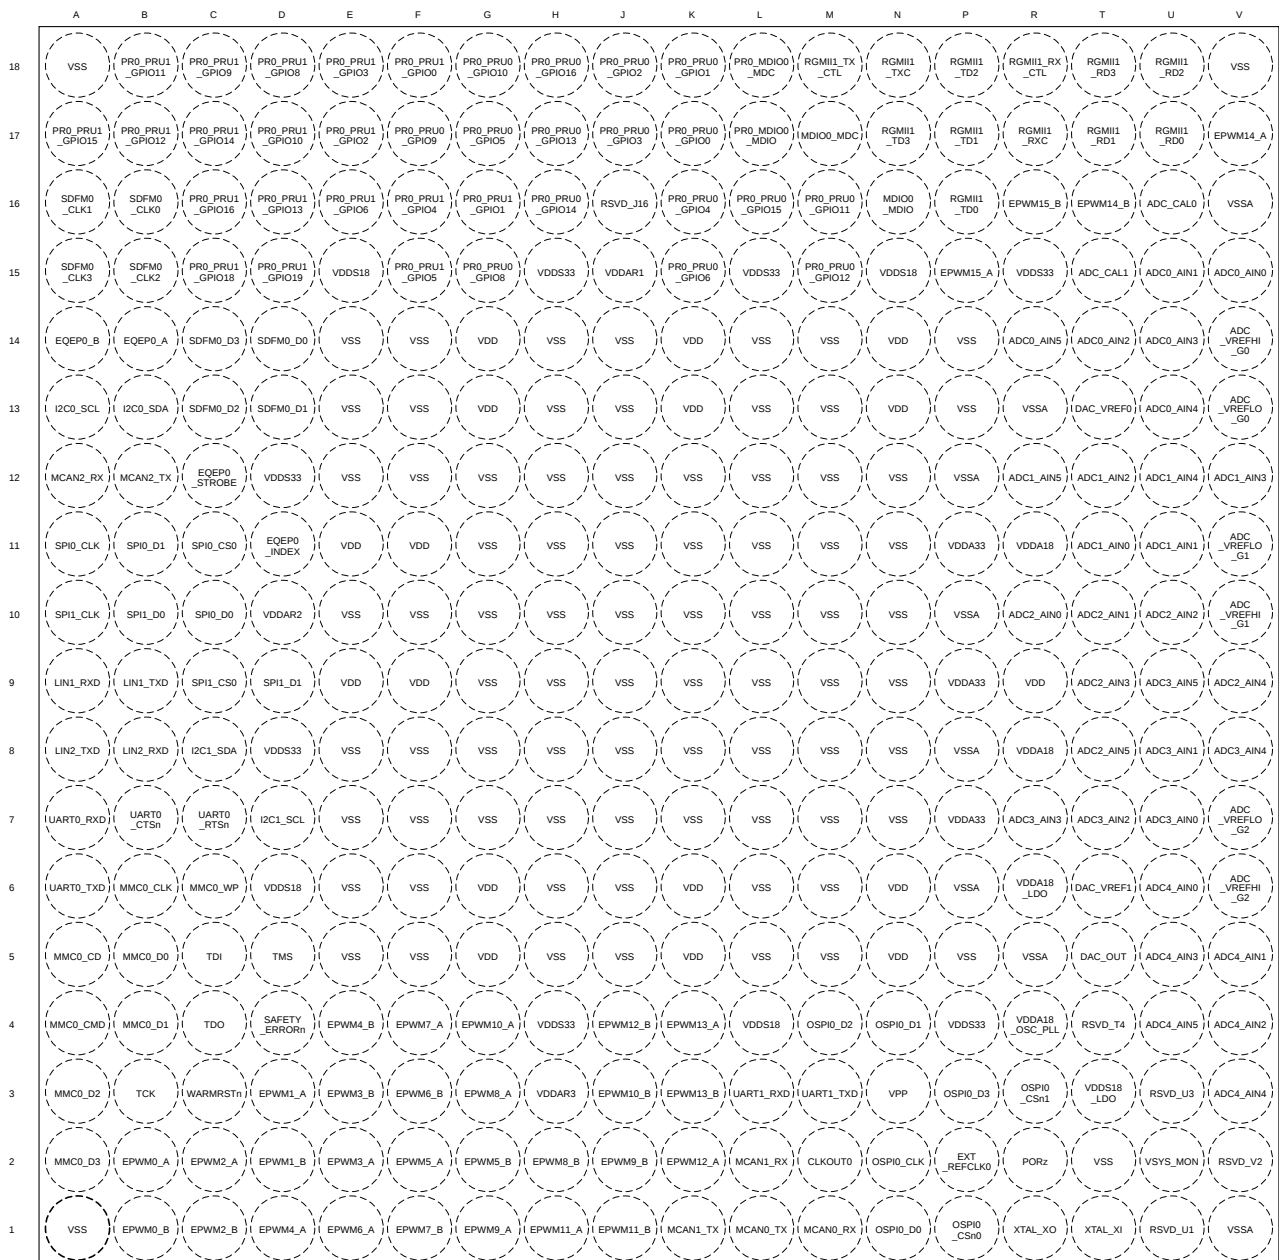 A B C D E F G H J K L M N P R T U V
18 VSS PR0_PRU1_GPIO11 PR0_PRU1_GPIO9 PR0_PRU1_GPIO8 PR0_PRU1_GPIO3 PR0_PRU1_GPIO0 PR0_PRU0_GPIO10 PR0_PRU0_GPIO16 PR0_PRU0_GPIO2 PR0_PRU0_GPIO1 PR0_MDIO0_MDC RGMII1_TX_CTL RGMII1_TXC RGMII1_TD2 RGMII1_RX_CTL RGMII1_RD3 RGMII1_RD2 VSS
17 PR0_PRU1_GPIO15 PR0_PRU1_GPIO12 PR0_PRU1_GPIO14 PR0_PRU1_GPIO10 PR0_PRU1_GPIO2 PR0_PRU0_GPIO9 PR0_PRU0_GPIO5 PR0_PRU0_GPIO13 PR0_PRU0_GPIO3 PR0_PRU0_GPIO0 PR0_MDIO0_MDIO MDIO0_MDC RGMII1_TD3 RGMII1_TD1 RGMII1_RXC RGMII1_RD1 RGMII1_RD0 EPWM14_A
16 SDFM0_CLK1 SDFM0_CLK0 PR0_PRU1_GPIO16 PR0_PRU1_GPIO13 PR0_PRU1_GPIO6 PR0_PRU1_GPIO4 PR0_PRU1_GPIO1 PR0_PRU0_GPIO14 RSVD_J16 PR0_PRU0_GPIO4 PR0_PRU0_GPIO15 PR0_PRU0_GPIO11 MDIO0_MDIO RGMII1_TD0 EPWM15_B EPWM14_B ADC_CAL0 VSSA
15 SDFM0_CLK3 SDFM0_CLK2 PR0_PRU1_GPIO18 PR0_PRU1_GPIO19 VDDS18 PR0_PRU1_GPIO5 PR0_PRU0_GPIO8 VDDS33 VDDAR1 PR0_PRU0_GPIO6 VDDS33 PR0_PRU0_GPIO12 VDDS18 EPWM15_A VDDS33 ADC_CAL1 ADC0_AIN1 ADC0_AIN0
14 EQEP0_B EQEP0_A SDFM0_D3 SDFM0_D0 VSS VSS VDD VSS VSS VDD VSS VSS VDD VSS ADC0_AIN5 ADC0_AIN2 ADC0_AIN3 ADC_VREFHI_G0
13 I2C0_SCL I2C0_SDA SDFM0_D2 SDFM0_D1 VSS VSS VDD VSS VSS VDD VSS VSS VDD VSS VSSA DAC_VREF0 ADC0_AIN4 ADC_VREFLO_G0
12 MCAN2_RX MCAN2_TX EQEP0_STROBE VDDS33 VSS VSS VSS VSS VSS VSS VSS VSS VSS VSSA ADC1_AIN5 ADC1_AIN2 ADC1_AIN4 ADC1_AIN3
11 SPI0_CLK SPI0_D1 SPI0_CS0 EQEP0_INDEX VDD VDD VSS VSS VSS VSS VSS VSS VSS VDDA33 VDDA18 ADC1_AIN0 ADC1_AIN1 ADC_VREFLO_G1
10 SPI1_CLK SPI1_D0 SPI0_D0 VDDAR2 VSS VSS VSS VSS VSS VSS VSS VSS VSS VSSA ADC2_AIN0 ADC2_AIN1 ADC2_AIN2 ADC_VREFHI_G1
9 LIN1_RXD LIN1_TXD SPI1_CS0 SPI1_D1 VDD VDD VSS VSS VSS VSS VSS VSS VSS VDDA33 VDD ADC2_AIN3 ADC3_AIN5 ADC2_AIN4
8 LIN2_TXD LIN2_RXD I2C1_SDA VDDS33 VSS VSS VSS VSS VSS VSS VSS VSS VSS VSSA VDDA18 ADC2_AIN5 ADC3_AIN1 ADC3_AIN4
7 UART0_RXD UART0_CTSn UART0_RTSn I2C1_SCL VSS VSS VSS VSS VSS VSS VSS VSS VSS VDDA33 ADC3_AIN3 ADC3_AIN2 ADC3_AIN0 ADC_VREFLO_G2
6 UART0_TXD MMC0_CLK MMC0_WP VDDS18 VSS VSS VDD VSS VSS VDD VSS VSS VDD VSSA VDDA18_LDO DAC_VREF1 ADC4_AIN0 ADC_VREFHI_G2
5 MMC0_CD MMC0_D0 TDI TMS VSS VSS VDD VSS VSS VDD VSS VSS VDD VSS VSSA DAC_OUT ADC4_AIN3 ADC4_AIN1
4 MMC0_CMD MMC0_D1 TDO SAFETY_ERRORn EPWM4_B EPWM7_A EPWM10_A VDDS33 EPWM12_B EPWM13_A VDDS18 OSPI0_D2 OSPI0_D1 VDDS33 VDDA18_OSC_PLL RSVD_T4 ADC4_AIN5 ADC4_AIN2
3 MMC0_D2 TCK WARMRSTn EPWM1_A EPWM3_B EPWM6_B EPWM8_A VDDAR3 EPWM10_B EPWM13_B UART1_RXD UART1_TXD VPP OSPI0_D3 OSPI0_CSn1 VDDS18_LDO RSVD_U3 ADC4_AIN4
2 MMC0_D3 EPWM0_A EPWM2_A EPWM1_B EPWM3_A EPWM5_A EPWM5_B EPWM8_B EPWM9_B EPWM12_A MCAN1_RX CLKOUT0 OSPI0_CLK EXT_REFCLK0 PORz VSS VSYS_MON RSVD_V2
1 VSS EPWM0_B EPWM2_B EPWM4_A EPWM6_A EPWM7_B EPWM9_A EPWM11_A EPWM11_B MCAN1_TX MCAN0_TX MCAN0_RX OSPI0_D0 OSPI0_CSn0 XTAL_XO XTAL_XI RSVD_U1 VSSA